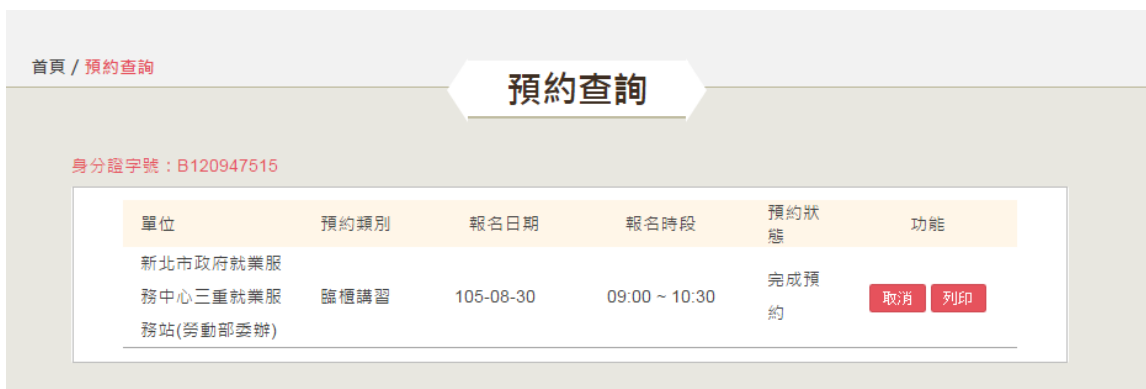 首頁 / 預約查詢
預約查詢
身分證字號：B120947515
單位 預約類別 報名日期 報名時段 預約狀
態 功能
新北市政府就業服
務中心三重就業服
務站(勞動部委辦) 臨櫃講習 105-08-30 09:00 ~ 10:30 完成預
約 取消 列印